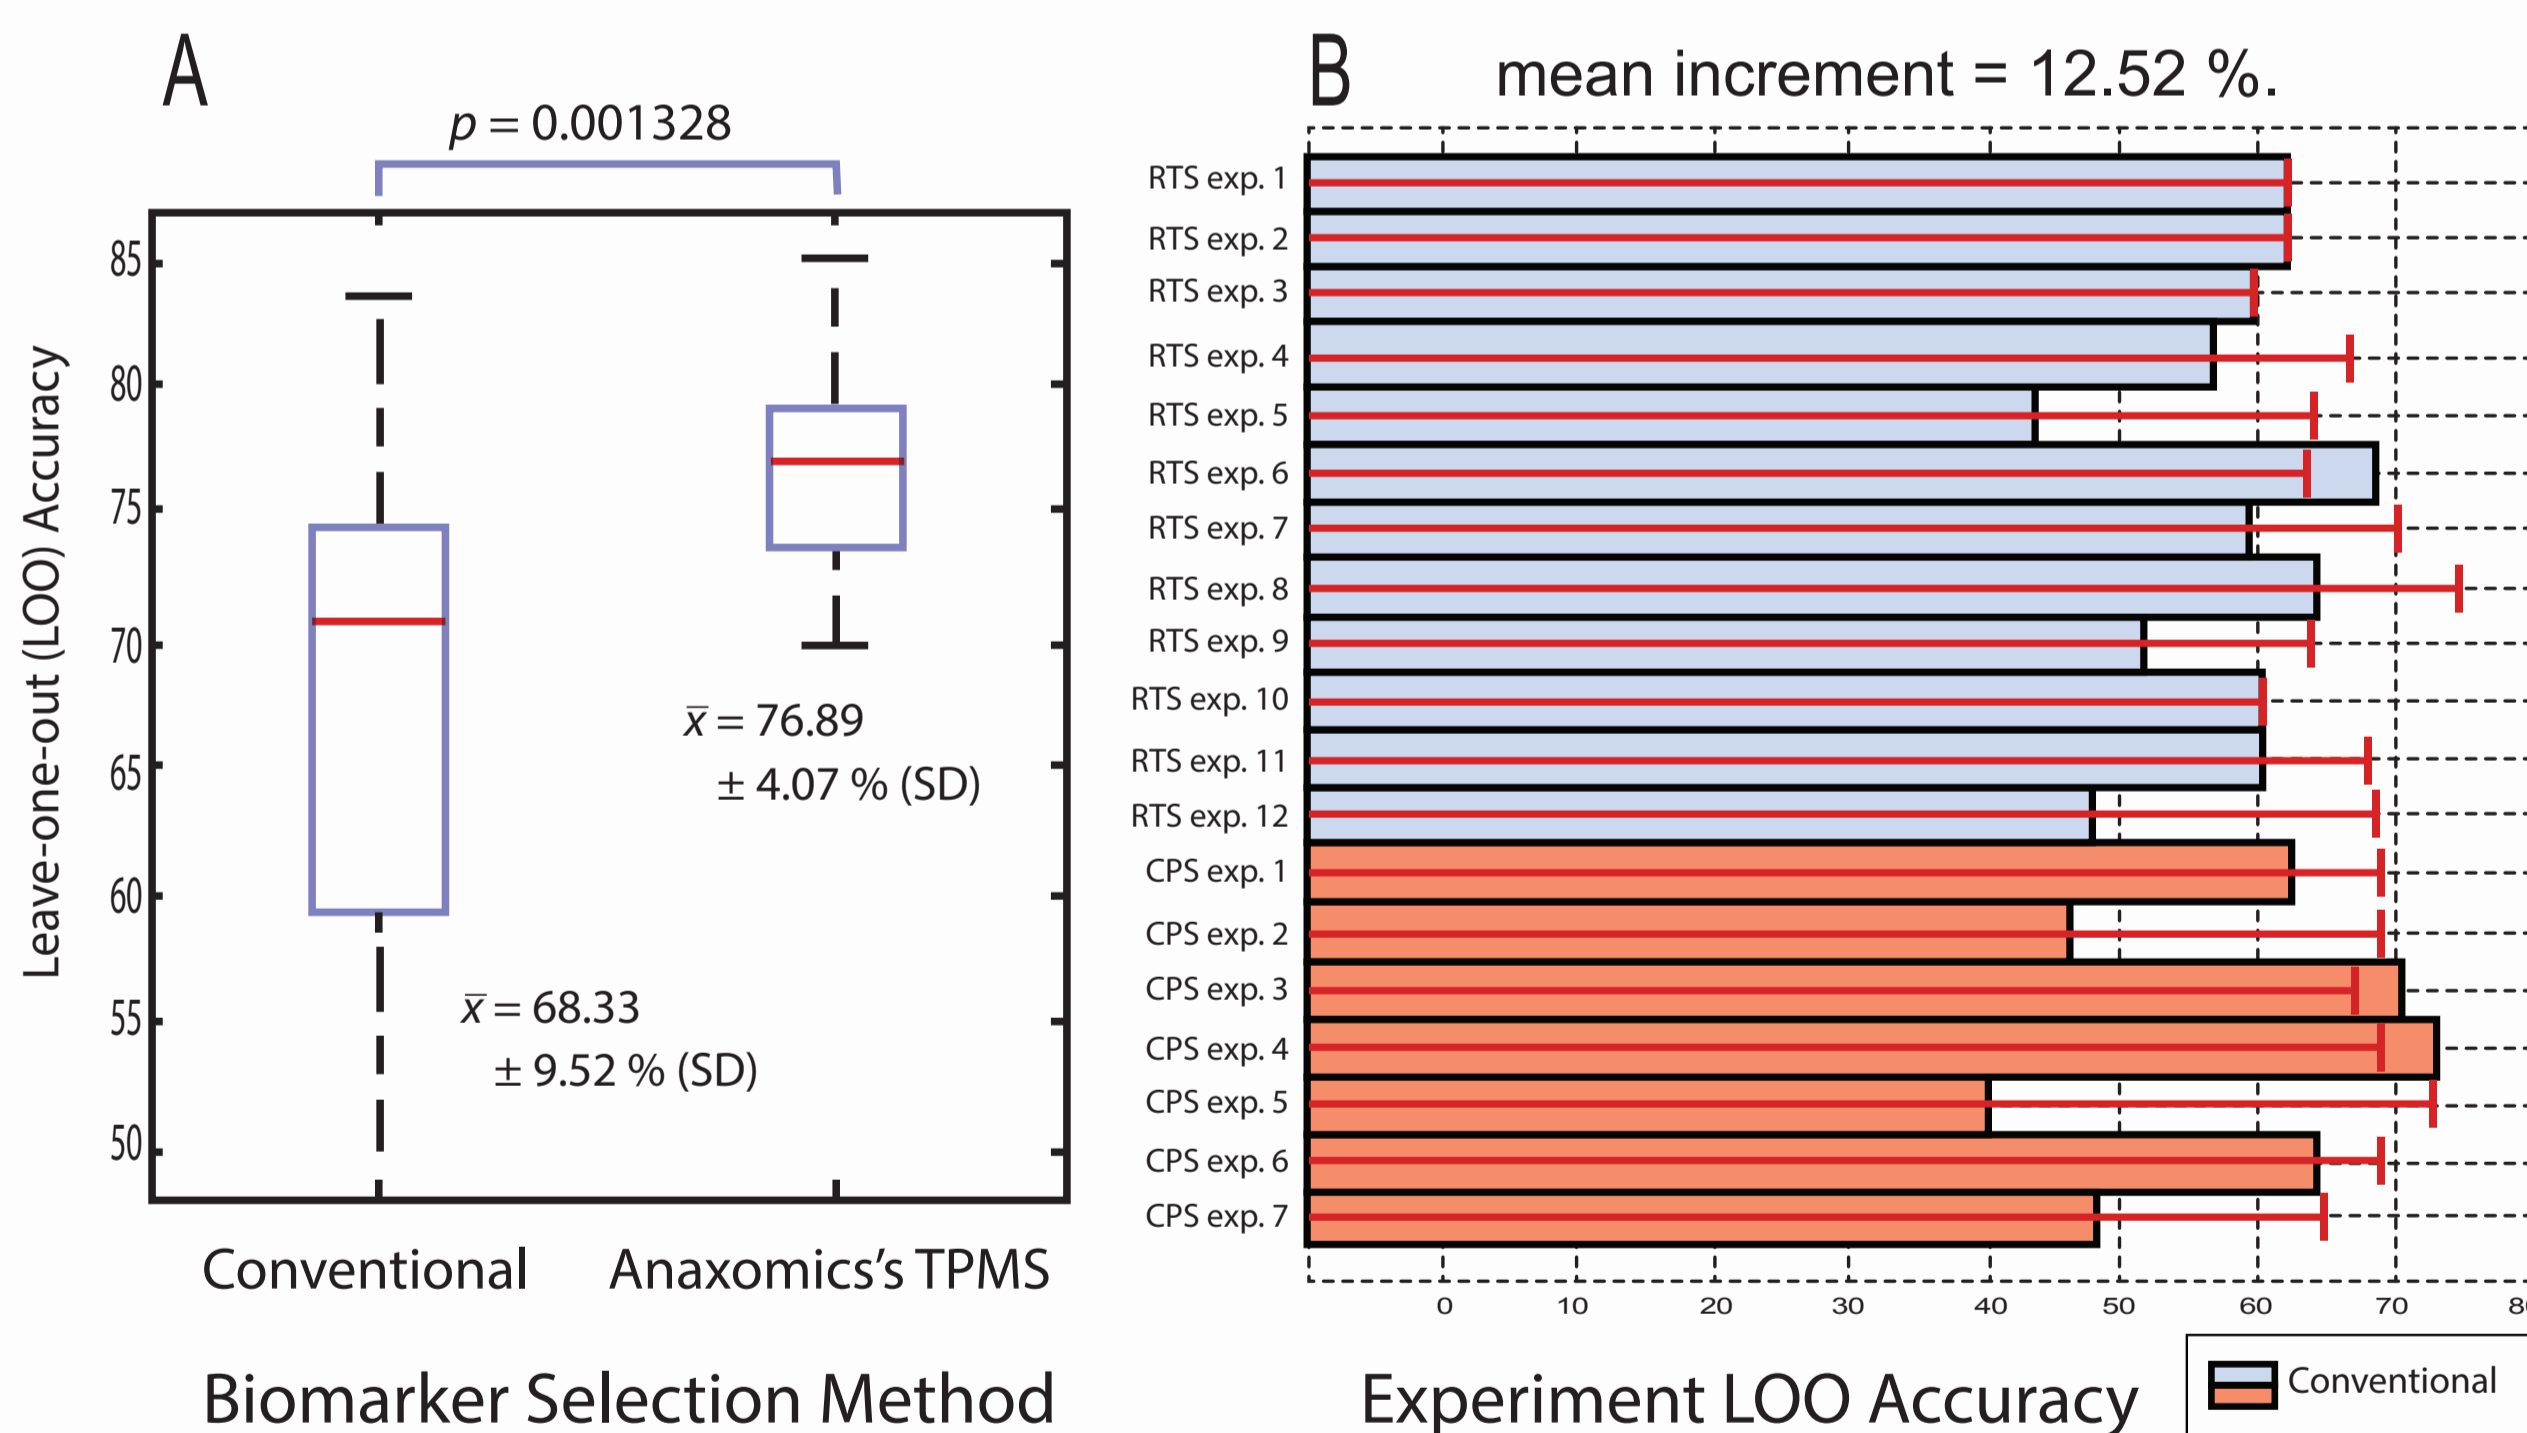 A
p = 0.001328
Leave-one-out (LOO) Accuracy
85
80
75
70
65
60
55
50
x̅ = 76.89
± 4.07 % (SD)
x̅ = 68.33
± 9.52 % (SD)
Conventional
Anaxomics's TPMS
Biomarker Selection Method
B
mean increment = 12.52 %.
RTS exp. 1
RTS exp. 2
RTS exp. 3
RTS exp. 4
RTS exp. 5
RTS exp. 6
RTS exp. 7
RTS exp. 8
RTS exp. 9
RTS exp. 10
RTS exp. 11
RTS exp. 12
CPS exp. 1
CPS exp. 2
CPS exp. 3
CPS exp. 4
CPS exp. 5
CPS exp. 6
CPS exp. 7
0 10 20 30 40 50 60 70
Experiment LOO Accuracy
Conventional